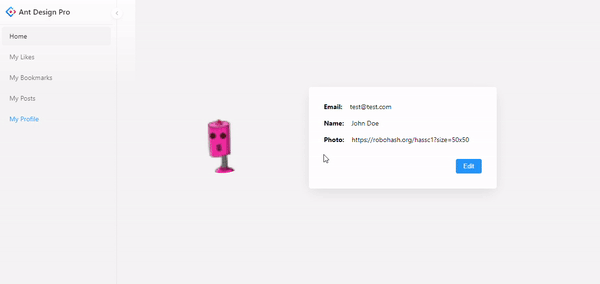 Ant Design Pro
Home
My Likes
My Bookmarks
My Posts
My Profile
Email: test@test.com
Name: John Doe
Photo: https://robohash.org/hassc1?size=50x50
Edit